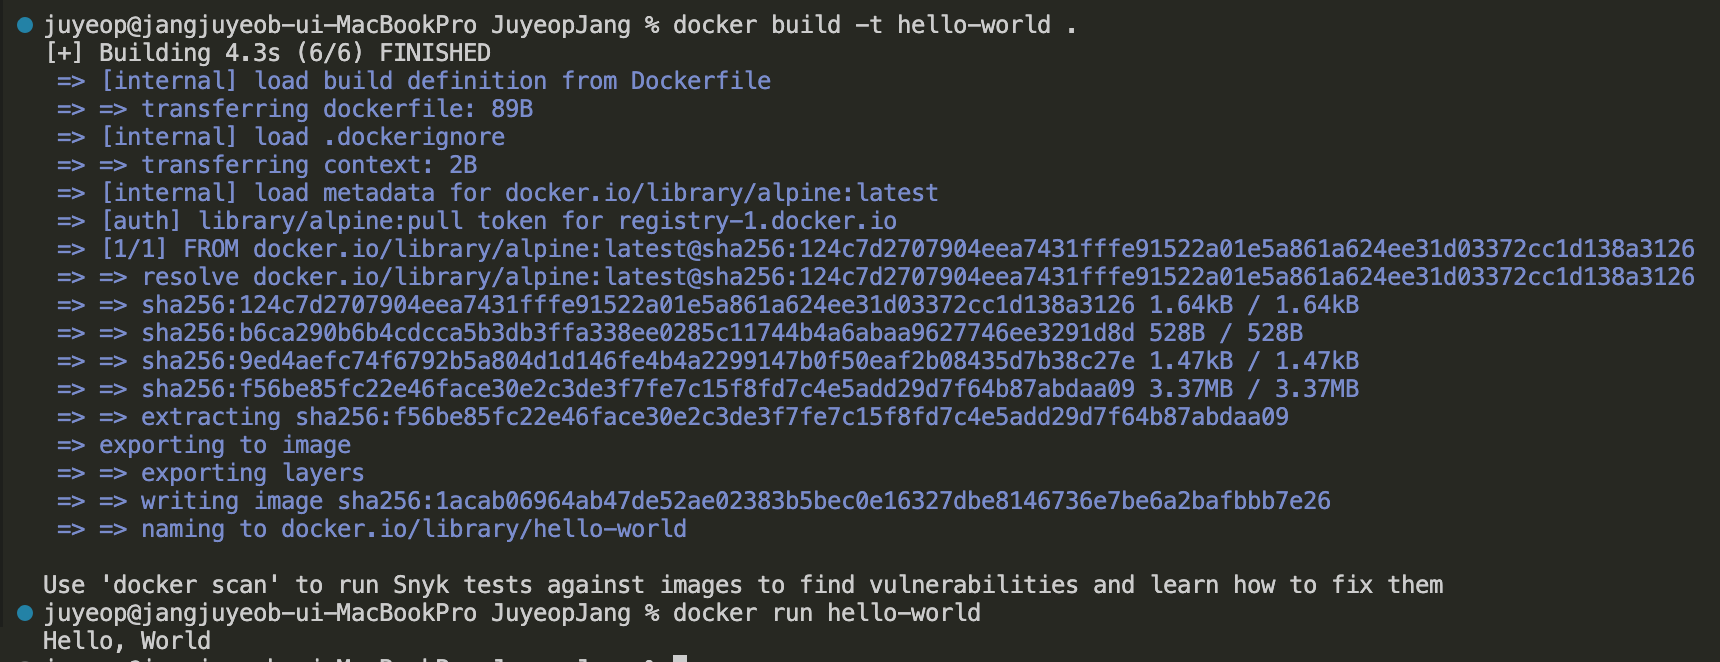 juyeop@jangjuyeob-ui-MacBookPro JuyeopJang % docker build -t hello-world .
[+] Building 4.3s (6/6) FINISHED
=> [internal] load build definition from Dockerfile
=> => transferring dockerfile: 89B
=> [internal] load .dockerignore
=> => transferring context: 2B
=> [internal] load metadata for docker.io/library/alpine:latest
=> [auth] library/alpine:pull token for registry-1.docker.io
=> [1/1] FROM docker.io/library/alpine:latest@sha256:124c7d2707904eea7431fffe91522a01e5a861a624ee31d03372cc1d138a3126
=> => resolve docker.io/library/alpine:latest@sha256:124c7d2707904eea7431fffe91522a01e5a861a624ee31d03372cc1d138a3126
=> => sha256:124c7d2707904eea7431fffe91522a01e5a861a624ee31d03372cc1d138a3126 1.64kB / 1.64kB
=> => sha256:b6ca290b6b4cdcca5b3db3ffa338ee0285c11744b4a6abaa9627746ee3291d8d 528B / 528B
=> => sha256:9ed4aefc74f6792b5a804d1d146fe4b4a2299147b0f50eaf2b08435d7b38c27e 1.47kB / 1.47kB
=> => sha256:f56be85fc22e46face30e2c3de3f7fe7c15f8fd7c4e5add29d7f64b87abdaa09 3.37MB / 3.37MB
=> => extracting sha256:f56be85fc22e46face30e2c3de3f7fe7c15f8fd7c4e5add29d7f64b87abdaa09
=> exporting to image
=> => exporting layers
=> => writing image sha256:1acab06964ab47de52ae02383b5bec0e16327dbe8146736e7be6a2bafbbb7e26
=> => naming to docker.io/library/hello-world
Use 'docker scan' to run Snyk tests against images to find vulnerabilities and learn how to fix them
juyeop@jangjuyeob-ui-MacBookPro JuyeopJang % docker run hello-world
Hello, World